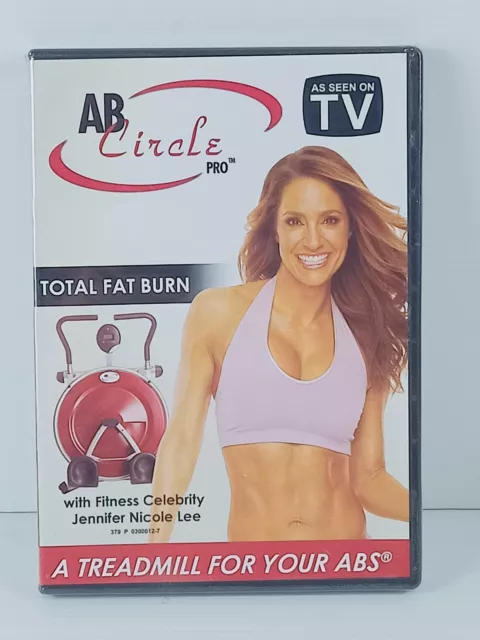 AB
Circle
PRO™
AS SEEN ON
TV
TOTAL FAT BURN
with Fitness Celebrity
Jennifer Nicole Lee
379 P 0300012-7
A TREADMILL FOR YOUR ABS®